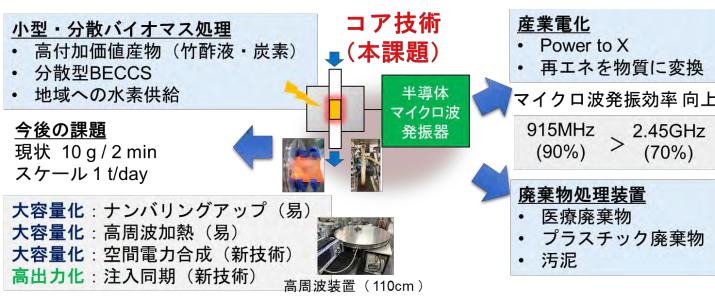 小型・分散バイオマス処理
• 高付加価値産物（竹酢液・炭素）
• 分散型BECCS
• 地域への水素供給
今後の課題
現状 10 g / 2 min
スケール 1 t/day
大容量化：ナンバリングアップ（易）
大容量化：高周波加熱（易）
大容量化：空間電力合成（新技術）
高出力化：注入同期（新技術）
コア技術
（本課題）
半導体
マイクロ波
発振器
高周波装置（110cm）
産業電化
• Power to X
• 再エネを物質に変換
マイクロ波発振効率 向上
915MHz ＞ 2.45GHz
(90%) (70%)
廃棄物処理装置
• 医療廃棄物
• プラスチック廃棄物
• 汚泥